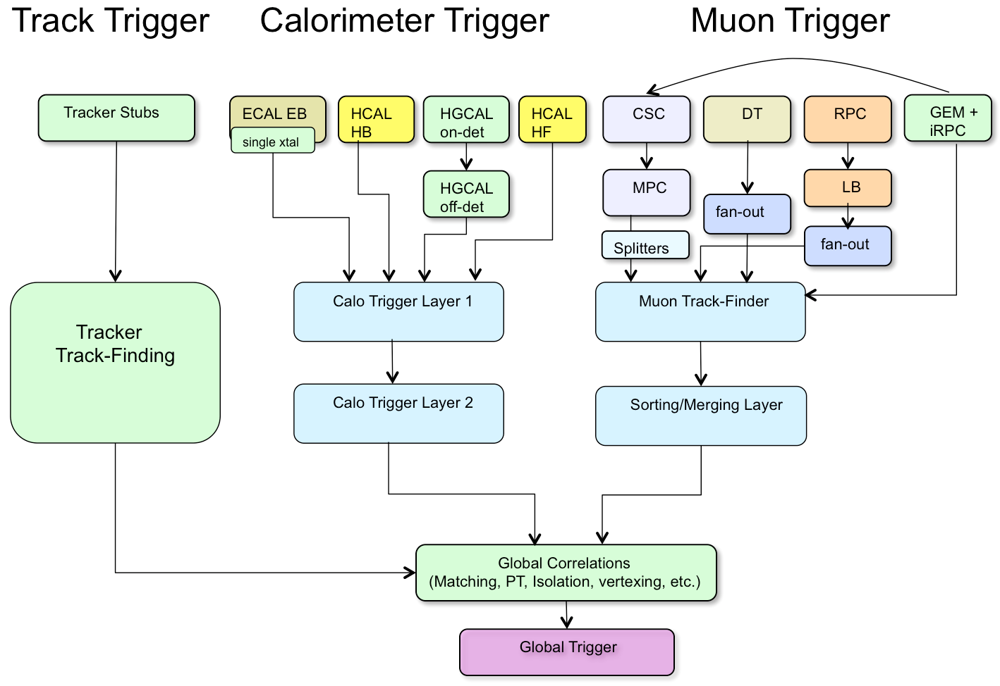 Track Trigger
Calorimeter Trigger
Muon Trigger
Tracker Stubs
ECAL EB
single xtal
HCAL
HB
HGCAL
on-det
HCAL
HF
HGCAL
off-det
CSC
DT
RPC
GEM +
iRPC
MPC
LB
fan-out
fan-out
Splitters
Tracker
Track-Finding
Calo Trigger Layer 1
Muon Track-Finder
Calo Trigger Layer 2
Sorting/Merging Layer
Global Correlations
(Matching, PT, Isolation, vertexing, etc.)
Global Trigger